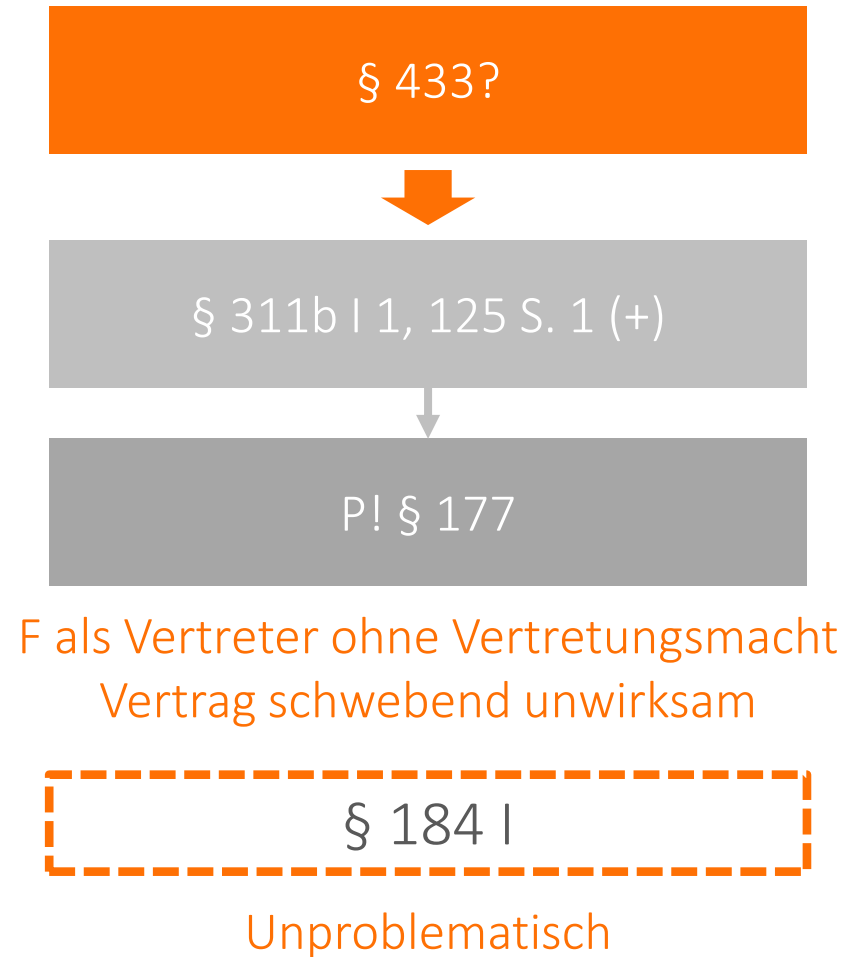 § 433?
§ 311b I 1, 125 S. 1 (+)
P! § 177
F als Vertreter ohne Vertretungsmacht
Vertrag schwebend unwirksam
§ 184 I
Unproblematisch